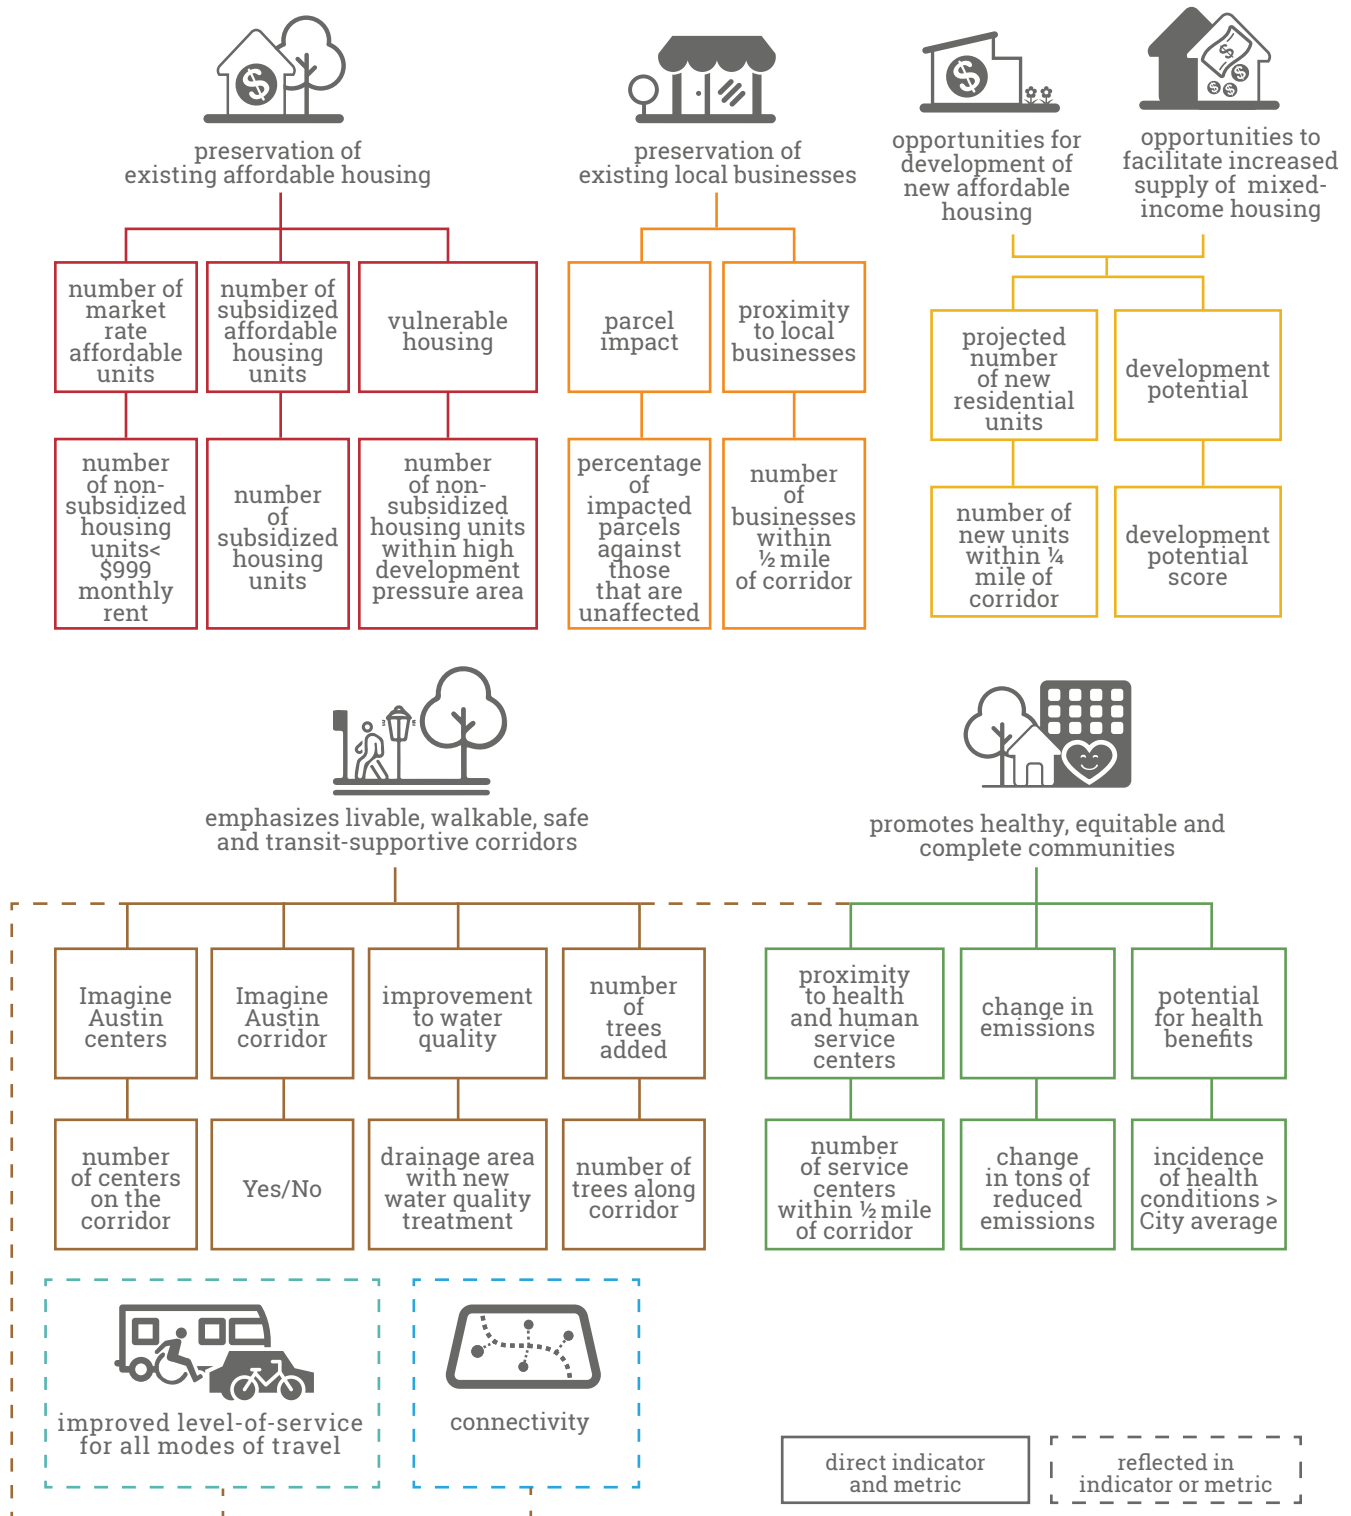 preservation of
existing affordable housing
preservation of
existing local businesses
opportunities for
development of
new affordable
housing
opportunities to
facilitate increased
supply of mixed-
income housing
number of
market
rate
affordable
units
number of
subsidized
affordable
housing
units
vulnerable
housing
parcel
impact
proximity
to local
businesses
projected
number
of new
residential
units
development
potential
number
of non-
subsidized
housing
units<
$999
monthly
rent
number
of
subsidized
housing
units
number
of non-
subsidized
housing units
within high
development
pressure area
percentage
of
impacted
parcels
against
those
that are
unaffected
number
of
businesses
within
½ mile
of corridor
number of
new units
within ¼
mile of
corridor
development
potential
score
emphasizes livable, walkable, safe
and transit-supportive corridors
promotes healthy, equitable and
complete communities
Imagine
Austin
centers
Imagine
Austin
corridor
improvement
to water
quality
number
of
trees
added
proximity
to health
and human
service
centers
change in
emissions
potential
for health
benefits
number
of centers
on the
corridor
Yes/No
drainage area
with new
water quality
treatment
number of
trees along
corridor
number
of service
centers
within ½ mile
of corridor
change
in tons of
reduced
emissions
incidence
of health
conditions >
City average
improved level-of-service
for all modes of travel
connectivity
direct indicator
and metric
reflected in
indicator or metric